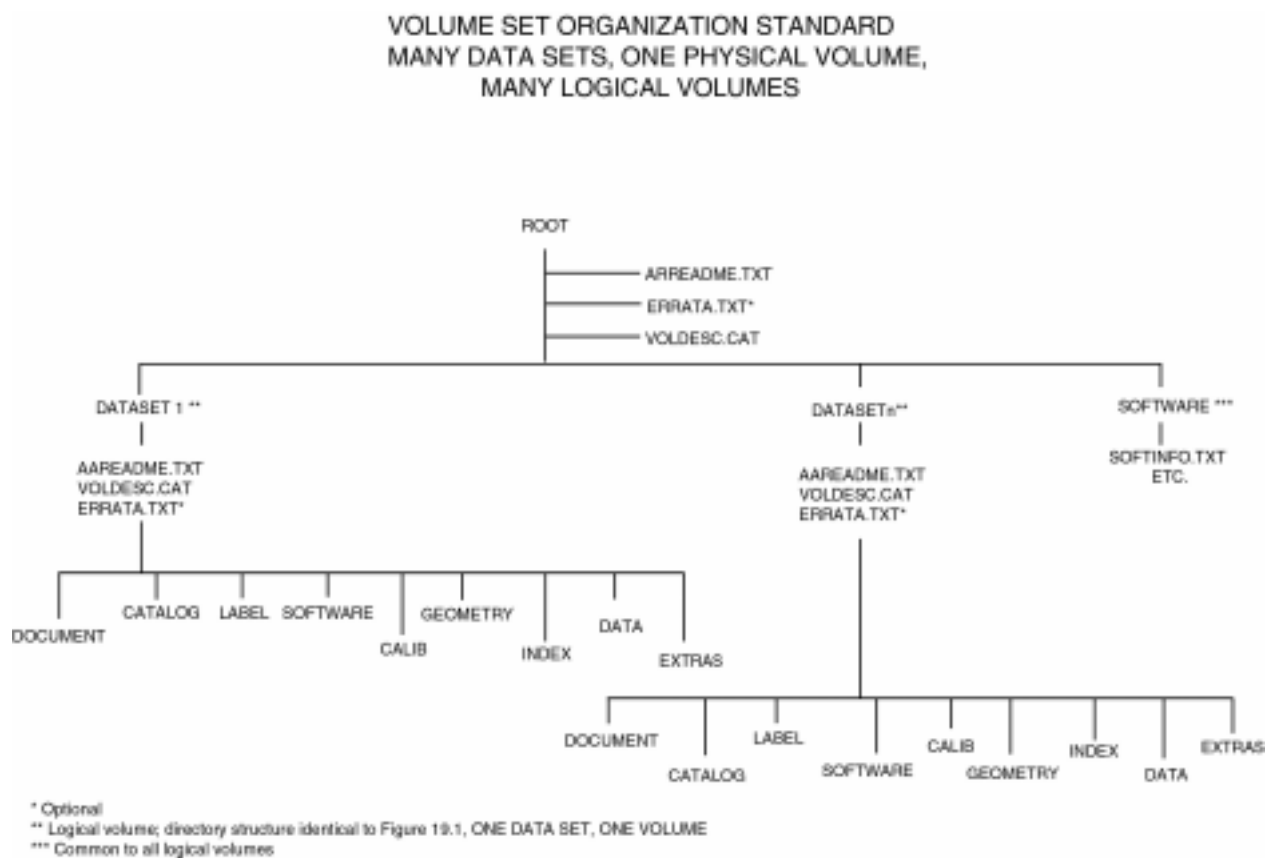 VOLUME SET ORGANIZATION STANDARD
MANY DATA SETS, ONE PHYSICAL VOLUME,
MANY LOGICAL VOLUMES
ROOT
ARREADME.TXT
ERRATA.TXT*
VOLDESC.CAT
DATASET 1 **
DATASETn**
SOFTWARE ***
AAREADME.TXT
VOLDESC.CAT
ERRATA.TXT*
AAREADME.TXT
VOLDESC.CAT
ERRATA.TXT*
SOFTINFO.TXT
ETC.
DOCUMENT
CATALOG
LABEL
SOFTWARE
CALIB
GEOMETRY
INDEX
DATA
EXTRAS
DOCUMENT
CATALOG
LABEL
SOFTWARE
CALIB
GEOMETRY
INDEX
DATA
EXTRAS
* Optional
** Logical volume; directory structure identical to Figure 19.1, ONE DATA SET, ONE VOLUME
*** Common to all logical volumes